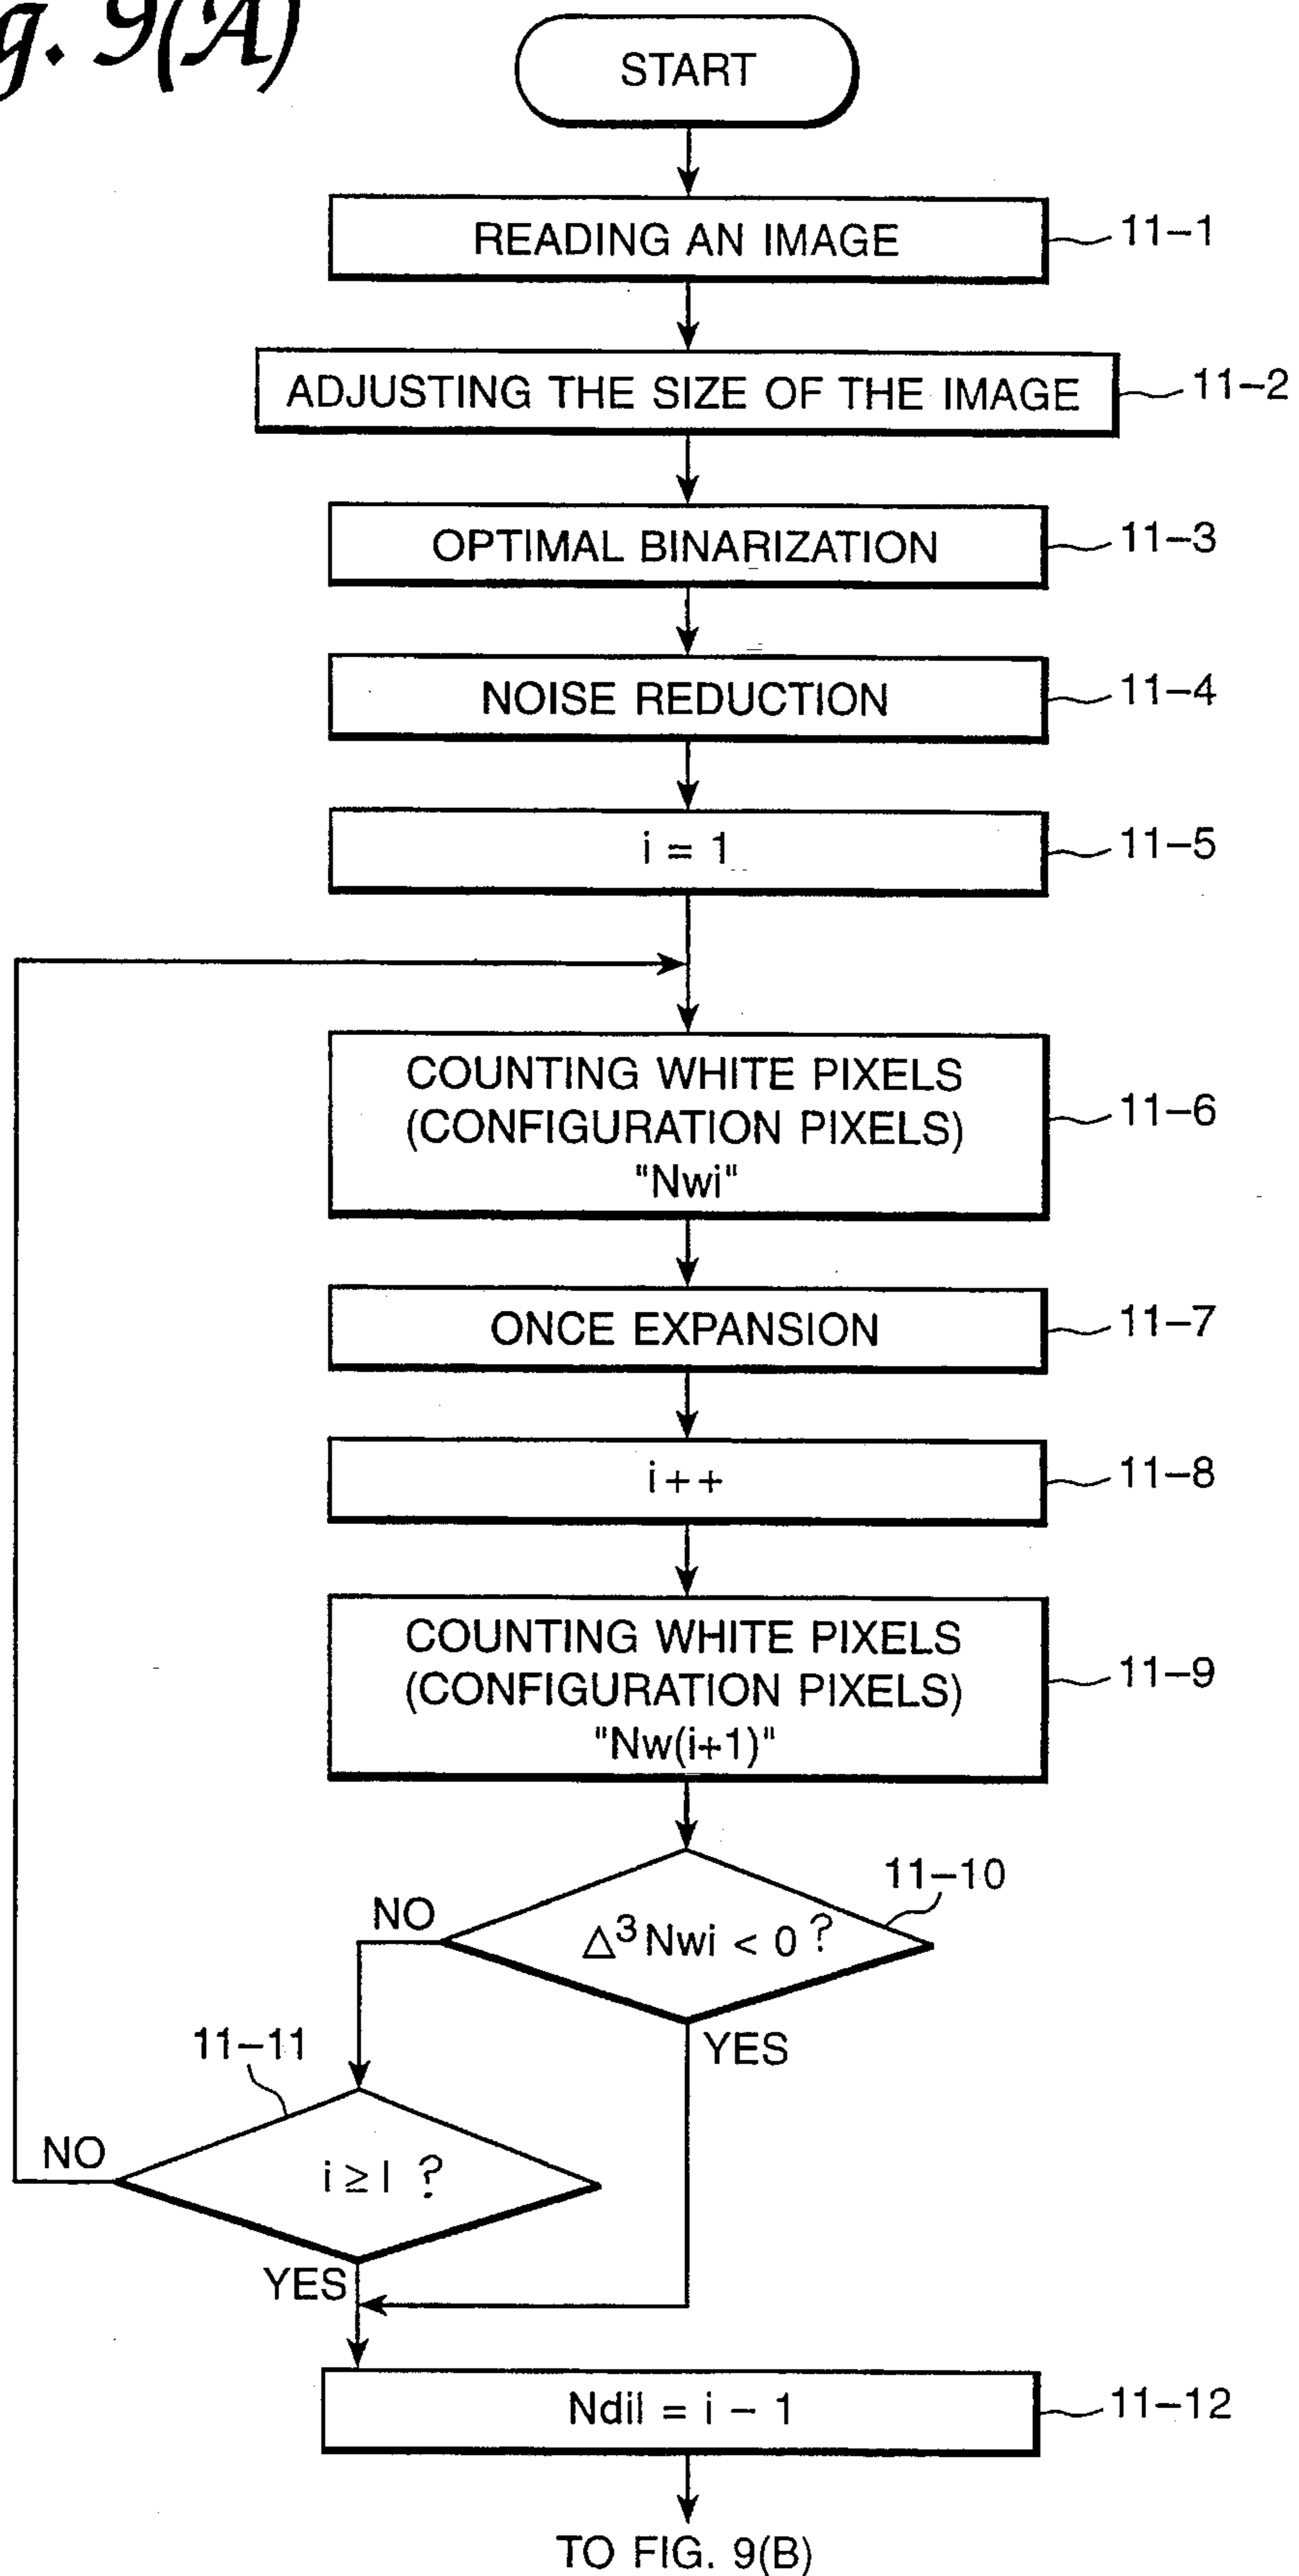 g. 9(A)
START
READING AN IMAGE
11-1
ADJUSTING THE SIZE OF THE IMAGE
11-2
OPTIMAL BINARIZATION
11-3
NOISE REDUCTION
11-4
i = 1
11-5
COUNTING WHITE PIXELS
(CONFIGURATION PIXELS)
"Nwi"
11-6
ONCE EXPANSION
11-7
i++
11-8
COUNTING WHITE PIXELS
(CONFIGURATION PIXELS)
"Nw(i+1)"
11-9
11-10
NO
Δ³Nwi < 0 ?
YES
11-11
NO
i ≥ I ?
YES
Ndil = i - 1
11-12
TO FIG. 9(B)